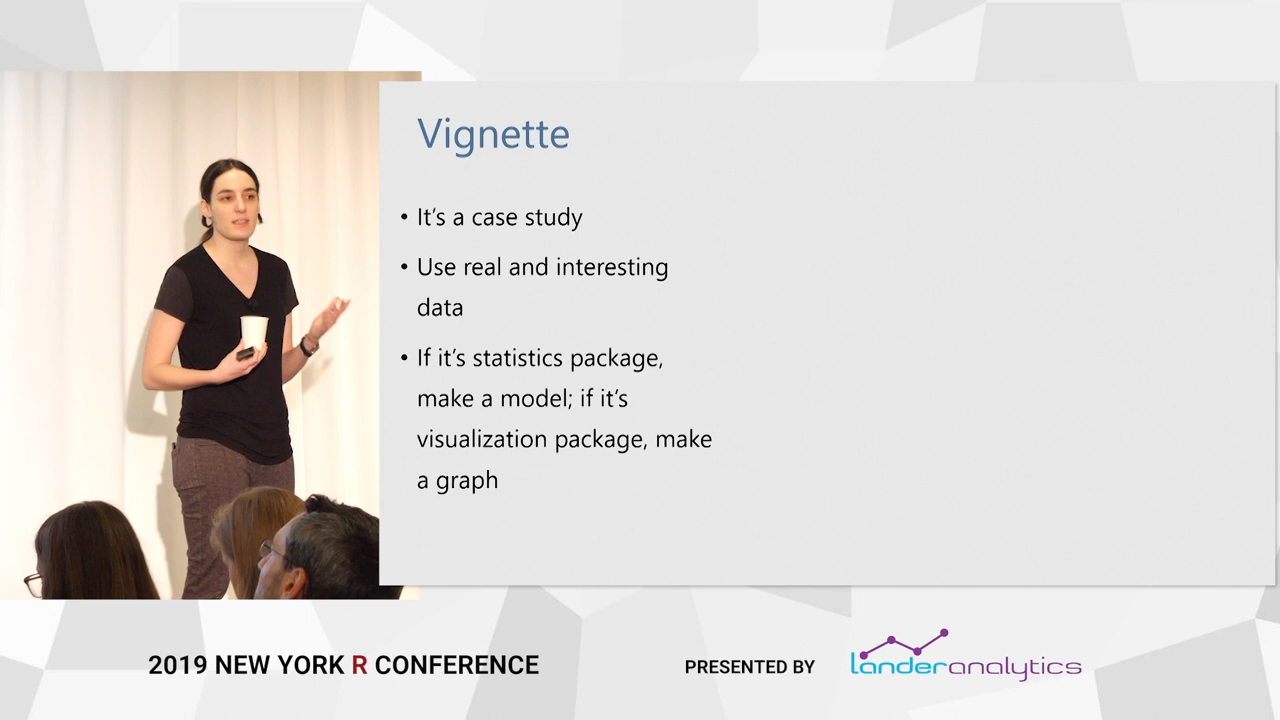 Vignette
• It's a case study
• Use real and interesting
data
• If it's statistics package,
make a model; if it's
visualization package, make
a graph
2019 NEW YORK R CONFERENCE
PRESENTED BY
landeranalytics